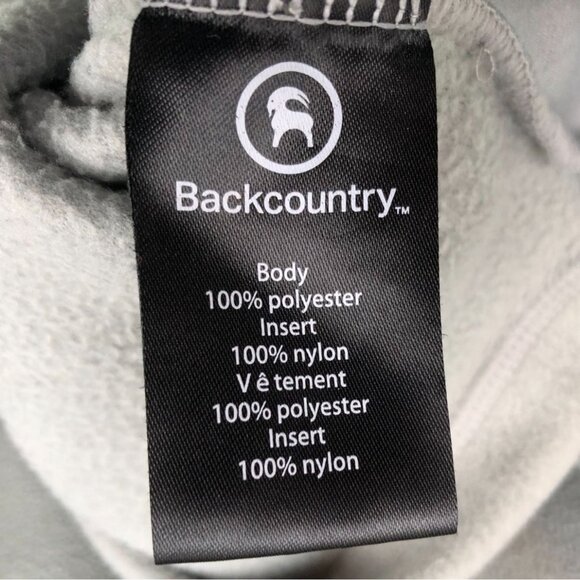 Backcountry™
Body
100% polyester
Insert
100% nylon
V ê tement
100% polyester
Insert
100% nylon